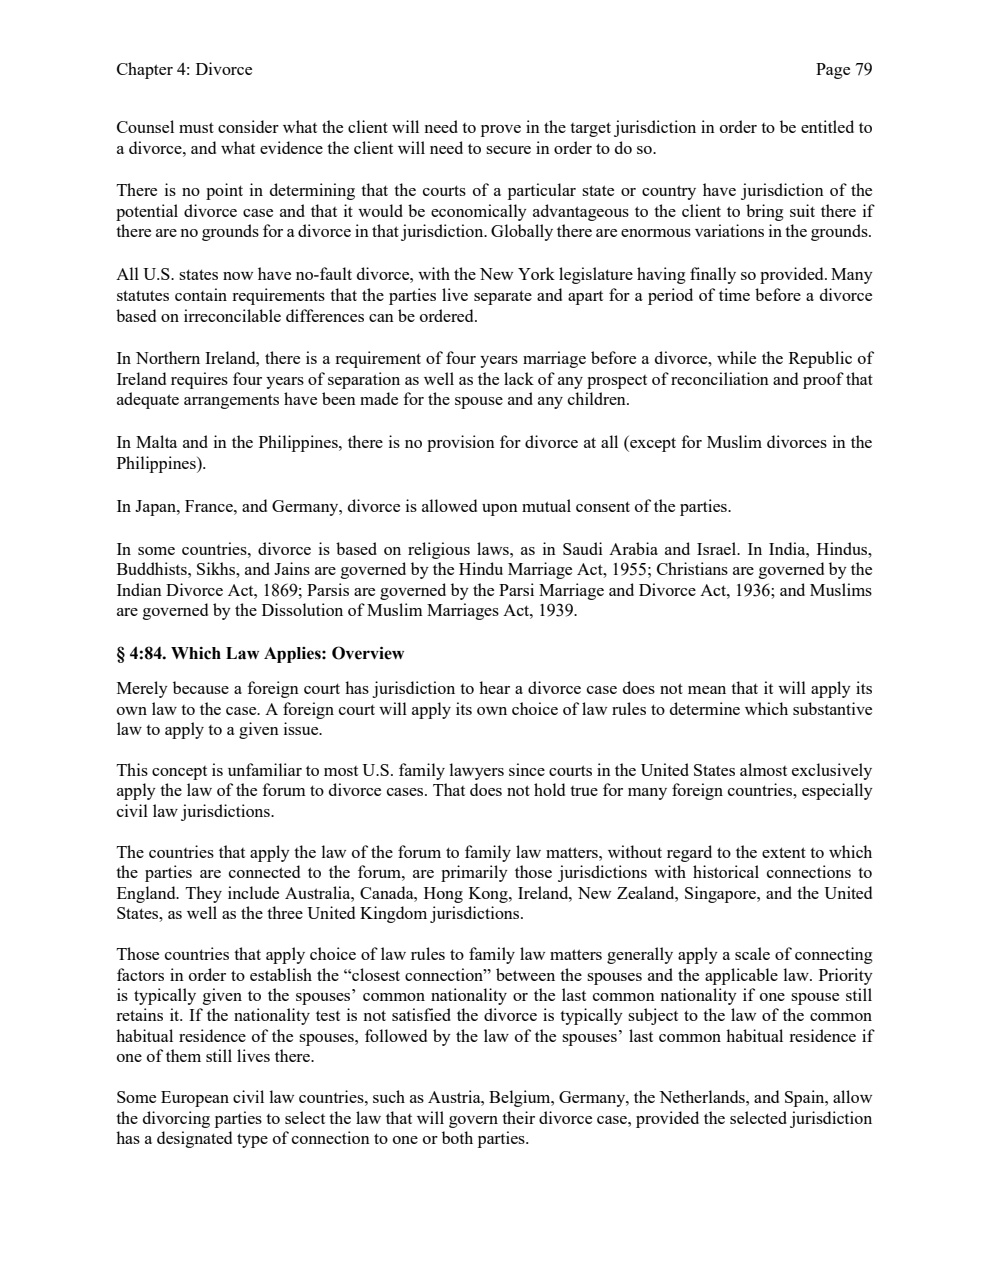 Chapter 4: Divorce Page 79
Counsel must consider what the client will need to prove in the target jurisdiction in order to be entitled to
a divorce, and what evidence the client will need to secure in order to do so.
There is no point in determining that the courts of a particular state or country have jurisdiction of the
potential divorce case and that it would be economically advantageous to the client to bring suit there if
there are no grounds for a divorce in that jurisdiction. Globally there are enormous variations in the grounds.
All U.S. states now have no-fault divorce, with the New York legislature having finally so provided. Many
statutes contain requirements that the parties live separate and apart for a period of time before a divorce
based on irreconcilable differences can be ordered.
In Northern Ireland, there is a requirement of four years marriage before a divorce, while the Republic of
Ireland requires four years of separation as well as the lack of any prospect of reconciliation and proof that
adequate arrangements have been made for the spouse and any children.
In Malta and in the Philippines, there is no provision for divorce at all (except for Muslim divorces in the
Philippines).
In Japan, France, and Germany, divorce is allowed upon mutual consent of the parties.
In some countries, divorce is based on religious laws, as in Saudi Arabia and Israel. In India, Hindus,
Buddhists, Sikhs, and Jains are governed by the Hindu Marriage Act, 1955; Christians are governed by the
Indian Divorce Act, 1869; Parsis are governed by the Parsi Marriage and Divorce Act, 1936; and Muslims
are governed by the Dissolution of Muslim Marriages Act, 1939.
§ 4:84. Which Law Applies: Overview
Merely because a foreign court has jurisdiction to hear a divorce case does not mean that it will apply its
own law to the case. A foreign court will apply its own choice of law rules to determine which substantive
law to apply to a given issue.
This concept is unfamiliar to most U.S. family lawyers since courts in the United States almost exclusively
apply the law of the forum to divorce cases. That does not hold true for many foreign countries, especially
civil law jurisdictions.
The countries that apply the law of the forum to family law matters, without regard to the extent to which
the parties are connected to the forum, are primarily those jurisdictions with historical connections to
England. They include Australia, Canada, Hong Kong, Ireland, New Zealand, Singapore, and the United
States, as well as the three United Kingdom jurisdictions.
Those countries that apply choice of law rules to family law matters generally apply a scale of connecting
factors in order to establish the “closest connection” between the spouses and the applicable law. Priority
is typically given to the spouses’ common nationality or the last common nationality if one spouse still
retains it. If the nationality test is not satisfied the divorce is typically subject to the law of the common
habitual residence of the spouses, followed by the law of the spouses’ last common habitual residence if
one of them still lives there.
Some European civil law countries, such as Austria, Belgium, Germany, the Netherlands, and Spain, allow
the divorcing parties to select the law that will govern their divorce case, provided the selected jurisdiction
has a designated type of connection to one or both parties.